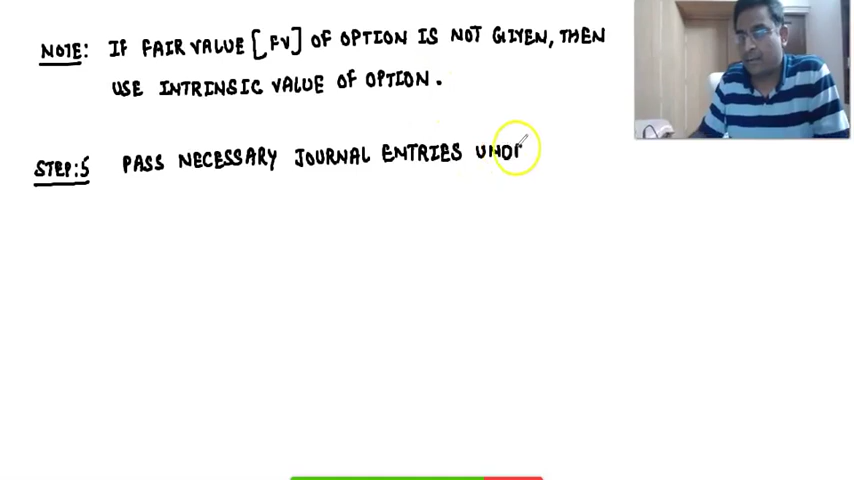 NOTE: IF FAIR VALUE [FV] OF OPTION IS NOT GIVEN, THEN
USE INTRINSIC VALUE OF OPTION.
STEP:5 PASS NECESSARY JOURNAL ENTRIES